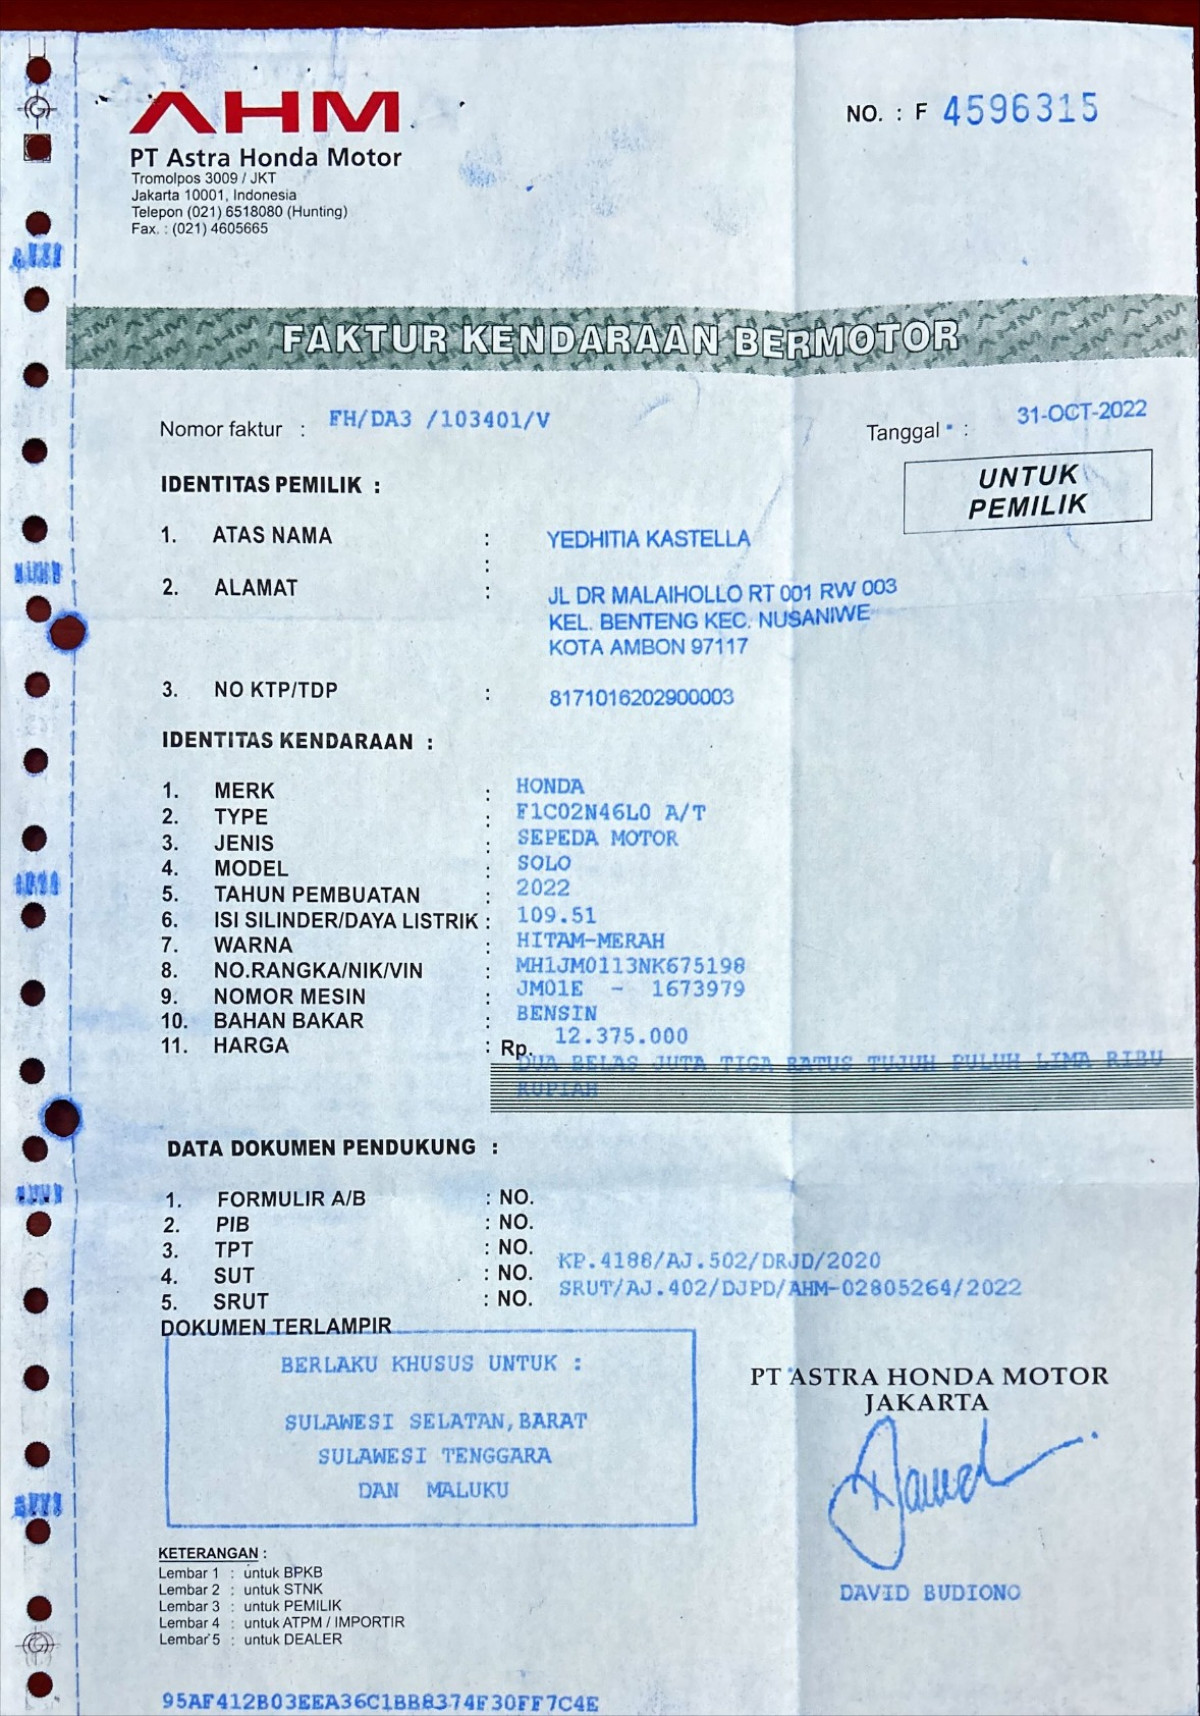 AHM
NO. : F 4596315
PT Astra Honda Motor
Tromolpos 3009 / JKT
Jakarta 10001, Indonesia
Telepon (021) 6518080 (Hunting)
Fax. : (021) 4605665
FAKTUR KENDARAAN BERMOTOR
Nomor faktur : FH/DA3 /103401/V
Tanggal : 31-OCT-2022
UNTUK
PEMILIK
IDENTITAS PEMILIK :
1. ATAS NAMA : YEDHITIA KASTELLA
:
2. ALAMAT : JL DR MALAIHOLLO RT 001 RW 003
KEL. BENTENG KEC. NUSANIWE
KOTA AMBON 97117
3. NO KTP/TDP : 8171016202900003
IDENTITAS KENDARAAN :
1. MERK : HONDA
2. TYPE : F1C02N46L0 A/T
3. JENIS : SEPEDA MOTOR
4. MODEL : SOLO
5. TAHUN PEMBUATAN : 2022
6. ISI SILINDER/DAYA LISTRIK : 109.51
7. WARNA : HITAM-MERAH
8. NO.RANGKA/NIK/VIN : MH1JM0113NK675198
9. NOMOR MESIN : JM01E - 1673979
10. BAHAN BAKAR : BENSIN
11. HARGA : Rp. 12.375.000
DUA BELAS JUTA TIGA RATUS TUJUH PULUH LIMA RIBU
RUPIAH
DATA DOKUMEN PENDUKUNG :
1. FORMULIR A/B : NO.
2. PIB : NO.
3. TPT : NO.
4. SUT : NO. KP.4188/AJ.502/DRJD/2020
5. SRUT : NO. SRUT/AJ.402/DJPD/AHM-02805264/2022
DOKUMEN TERLAMPIR
BERLAKU KHUSUS UNTUK :
SULAWESI SELATAN,BARAT
SULAWESI TENGGARA
DAN MALUKU
PT ASTRA HONDA MOTOR
JAKARTA
DAVID BUDIONO
KETERANGAN :
Lembar 1 : untuk BPKB
Lembar 2 : untuk STNK
Lembar 3 : untuk PEMILIK
Lembar 4 : untuk ATPM / IMPORTIR
Lembar 5 : untuk DEALER
95AF412B03EEA36C1BB8374F30FF7C4E